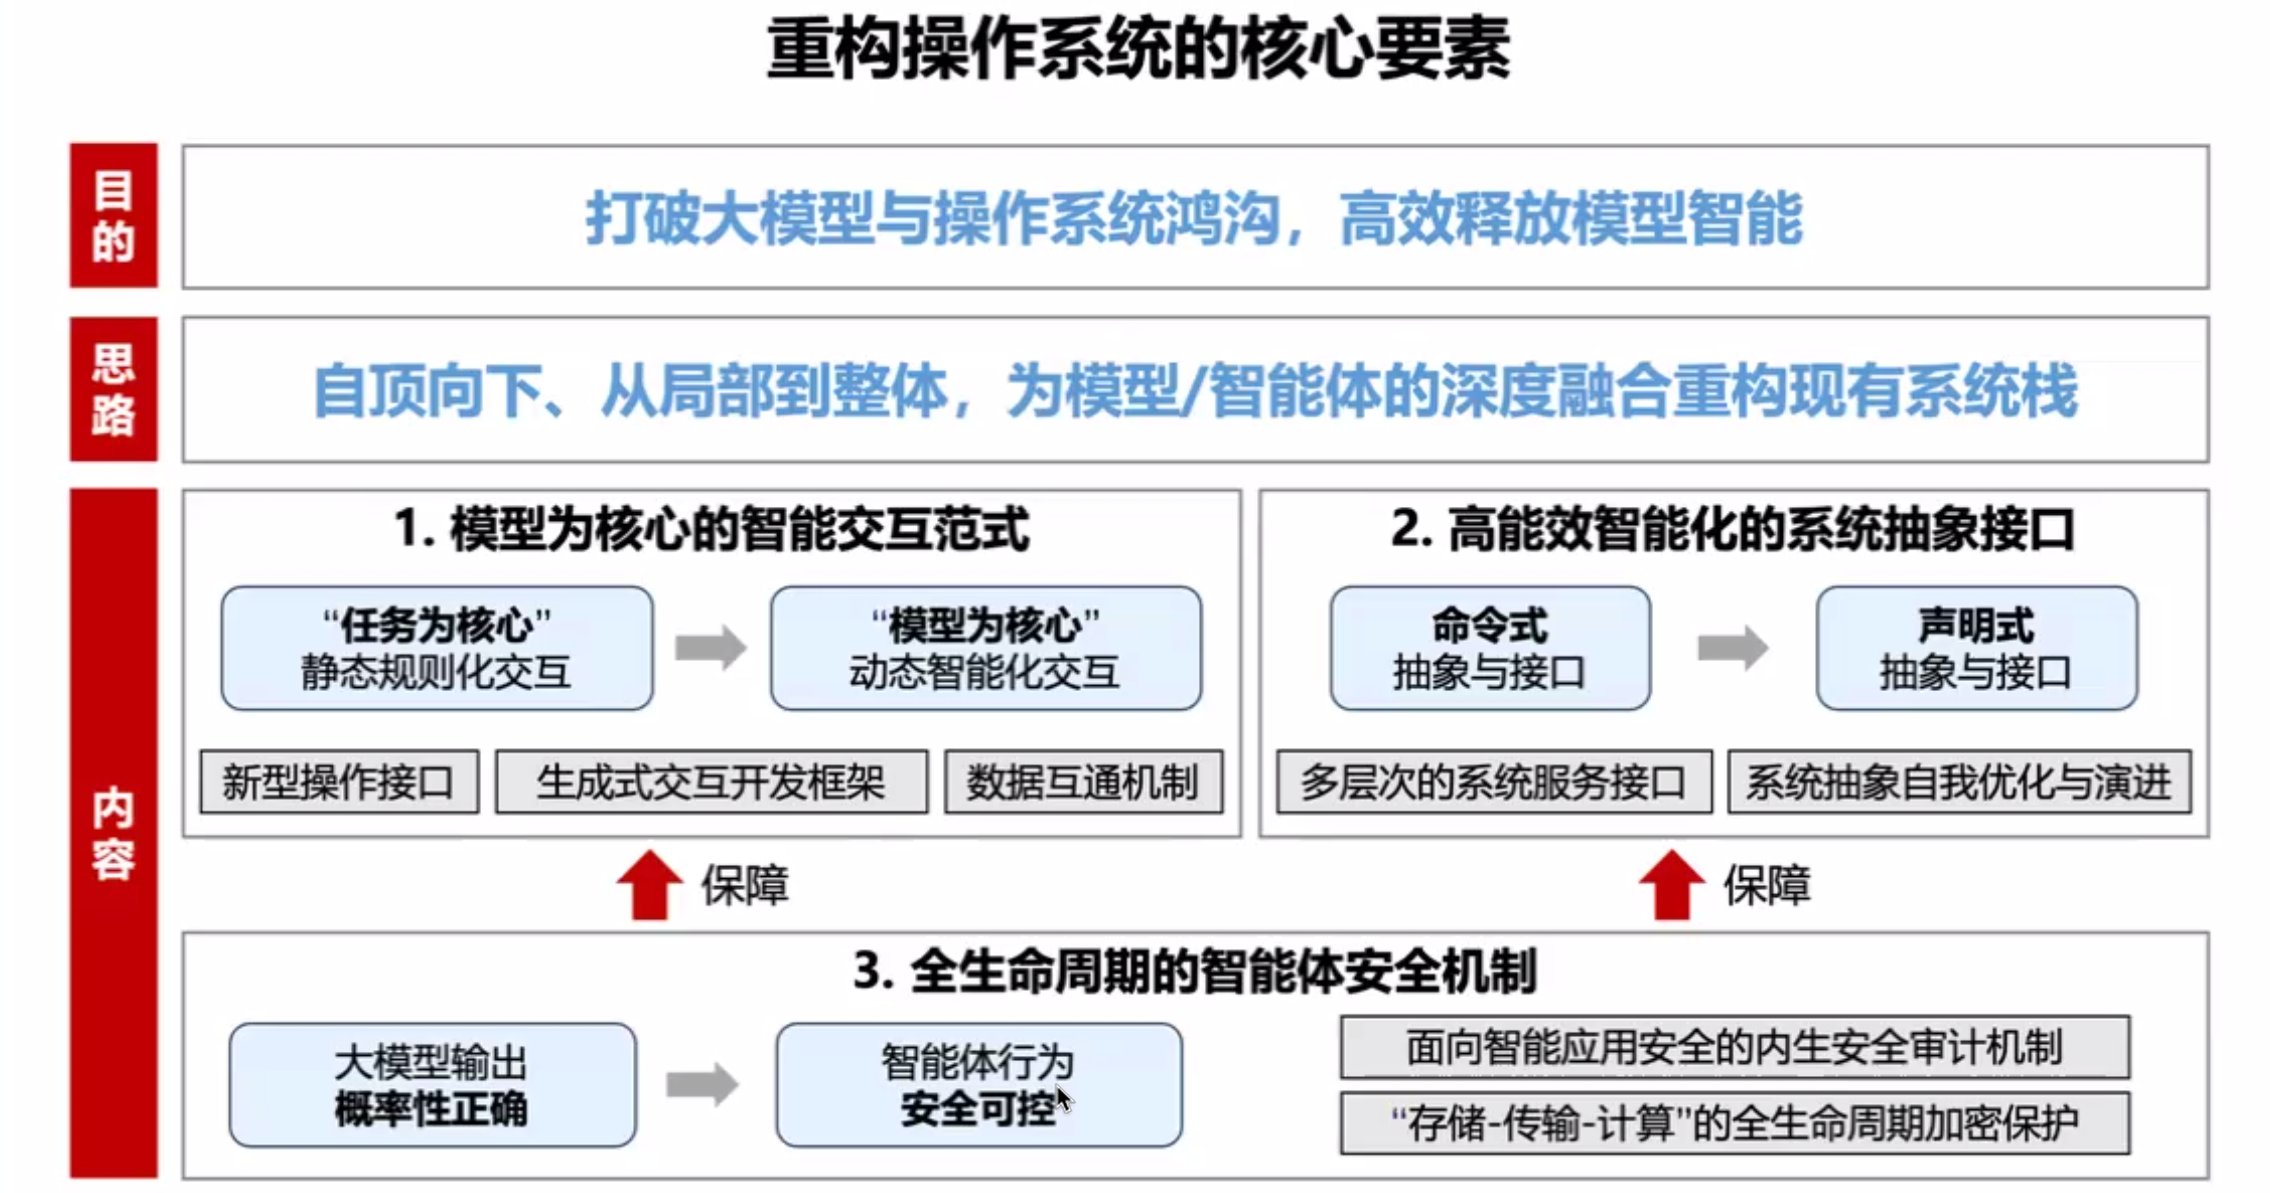 重构操作系统的核心要素
目的
打破大模型与操作系统鸿沟，高效释放模型智能
思路
自顶向下、从局部到整体，为模型/智能体的深度融合重构现有系统栈
内容
1. 模型为核心的智能交互范式
“任务为核心”
静态规则化交互
“模型为核心”
动态智能化交互
新型操作接口
生成式交互开发框架
数据互通机制
2. 高能效智能化的系统抽象接口
命令式
抽象与接口
声明式
抽象与接口
多层次的系统服务接口
系统抽象自我优化与演进
保障
保障
3. 全生命周期的智能体安全机制
大模型输出
概率性正确
智能体行为
安全可控
面向智能应用安全的内生安全审计机制
“存储-传输-计算”的全生命周期加密保护